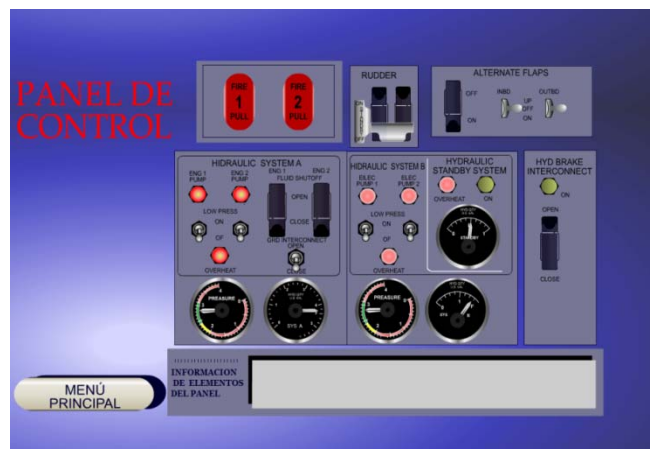 PANEL DE
CONTROL
FIRE
1
PULL
FIRE
2
PULL
RUDDER
ALTERNATE FLAPS
OFF
ON
INBD
OUTBD
UP
OFF
ON
HIDRAULIC SYSTEM A
ENG 1
PUMP
ENG 2
PUMP
ENG 1
ENG 2
FLUID SHUTOFF
OPEN
CLOSE
LOW PRESS
ON
OF
OVERHEAT
GRD INTERCONNECT
OPEN
CLOSE
PREASURE
SYS A
HIDRAULIC SYSTEM B
ELEC
PUMP 1
ELEC
PUMP 2
LOW PRESS
ON
OF
OVERHEAT
PREASURE
HYDRAULIC
STANDBY SYSTEM
OVERHEAT
ON
STANDBY
SYS
HYD BRAKE
INTERCONNECT
ON
OPEN
CLOSE
INFORMACION
DE ELEMENTOS
DEL PANEL
MENÚ
PRINCIPAL